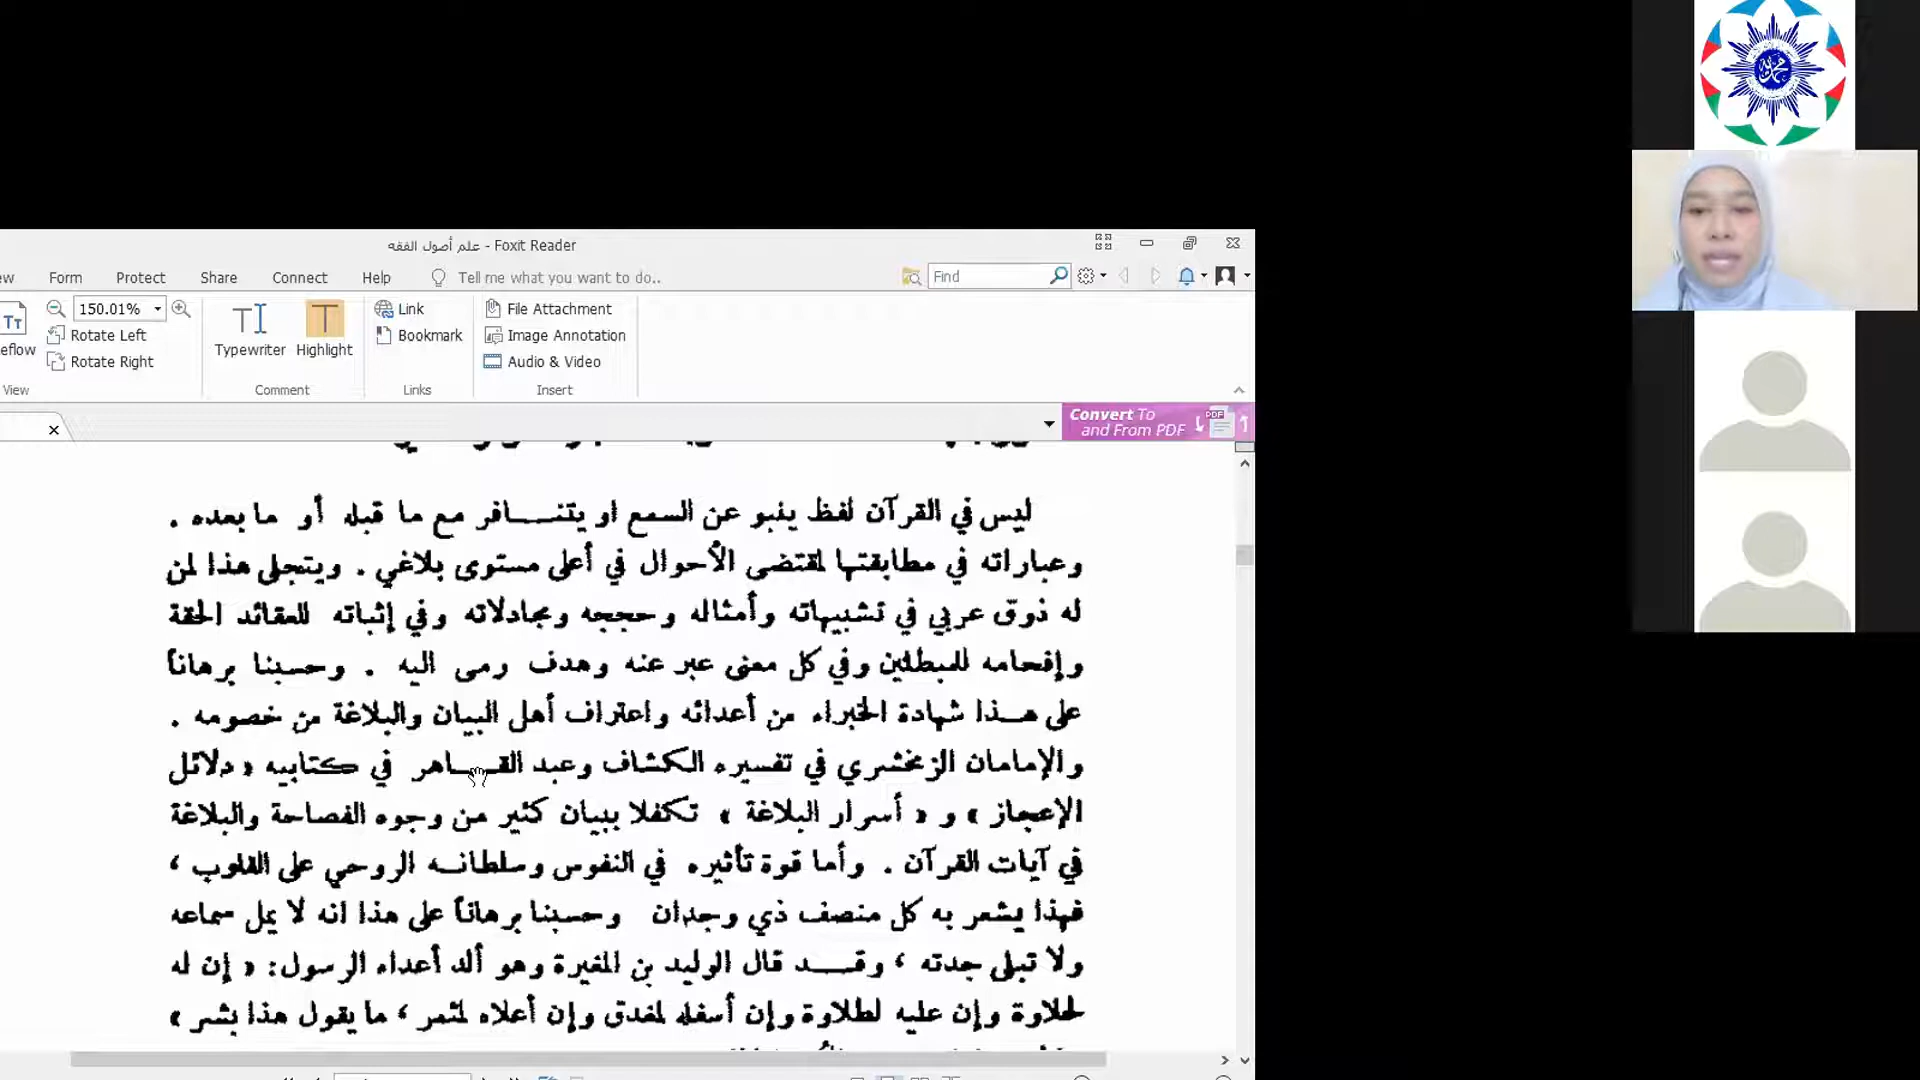 علم أصول الفقه - Foxit Reader
Form Protect Share Connect Help Tell me what you want to do.. Find
150.01%
Rotate Left
Rotate Right
View
Typewriter Highlight
Comment
Link
Bookmark
Links
File Attachment
Image Annotation
Audio & Video
Insert
Convert To
and From PDF
ليس في القرآن لفظ ينبو عن السمع او يتنـــافر مع ما قبله أو ما بعده .
وعباراته في مطابقتها لمقتضى الأحوال في أعلى مستوى بلاغي . ويتجلى هذا لمن
له ذوق عربي في تشبيهاته وأمثاله وحججه ومجادلاته وفي إثباته للعقائد الحقة
وإفحامه للمبطلين وفي كل معنى عبر عنه وهدف رمى اليه . وحسبنا برهاناً
على هــذا شهادة الخبراء من أعدائه واعتراف أهل البيان والبلاغة من خصومه .
والإمامان الزمخشري في تفسيره الكشاف وعبد القــاهر في كتابيه « دلائل
الإعجاز » و « أسرار البلاغة » تكفلا ببيان كثير من وجوه الفصاحة والبلاغة
في آيات القرآن . وأما قوة تأثيره في النفوس وسلطانــه الروحي على القلوب ،
فهذا يشعر به كل منصف ذي وجدان وحسبنا برهاناً على هذا انه لا يمل سماعه
ولا تبلى جدته ، وقــد قال الوليد بن المغيرة وهو ألد أعداء الرسول: « إن له
لحلاوة وإن عليه لطلاوة وإن أسفله لمغدق وإن أعلاه لمثمر ، ما يقول هذا بشر »